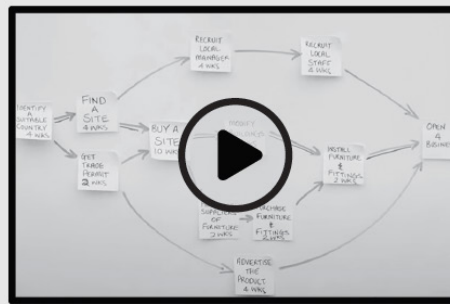 RECRUIT
LOCAL
MANAGER
4 WKS
RECRUIT
LOCAL
STAFF
4 WKS
IDENTIFY
A
SUITABLE
COUNTRY
4 WKS
FIND
A
SITE
4 WKS
BUY A
SITE
10 WKS
OPEN
GET
TRADE
PERMIT
2 WKS
INSTALL
FURNITURE
&
FITTINGS
2 WKS
SUPPLIERS
OF
FURNITURE
2 WKS
FURNITURE
&
FITTINGS
ADVERTISE
THE
PRODUCT
4 WKS